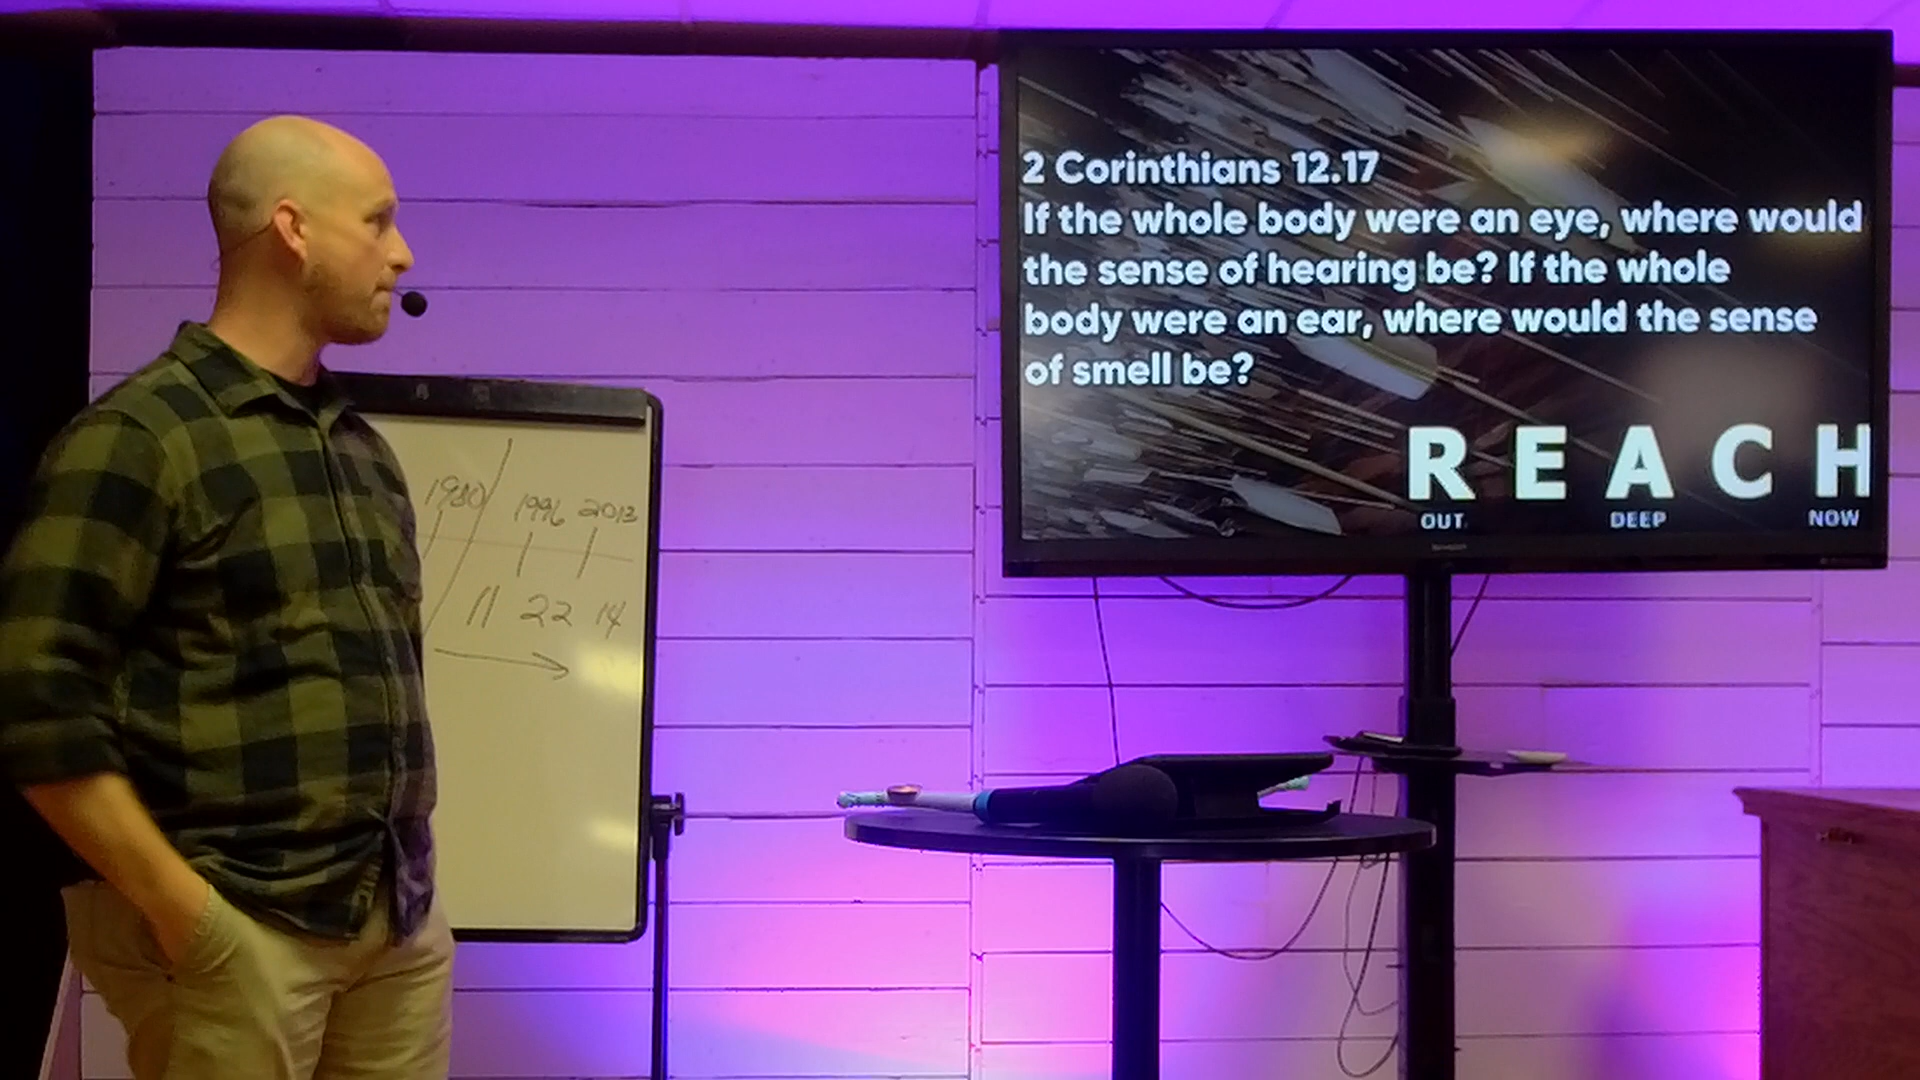 2 Corinthians 12.17
If the whole body were an eye, where would
the sense of hearing be? If the whole
body were an ear, where would the sense
of smell be?
REACH
OUT DEEP NOW
1980 1996 2013
11 22 14